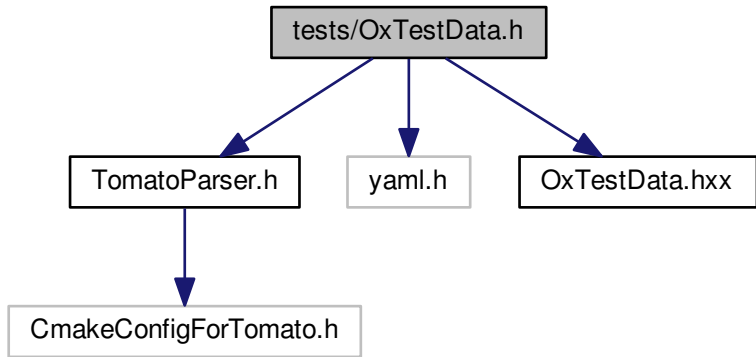 tests/OxTestData.h
TomatoParser.h
yaml.h
OxTestData.hxx
CmakeConfigForTomato.h